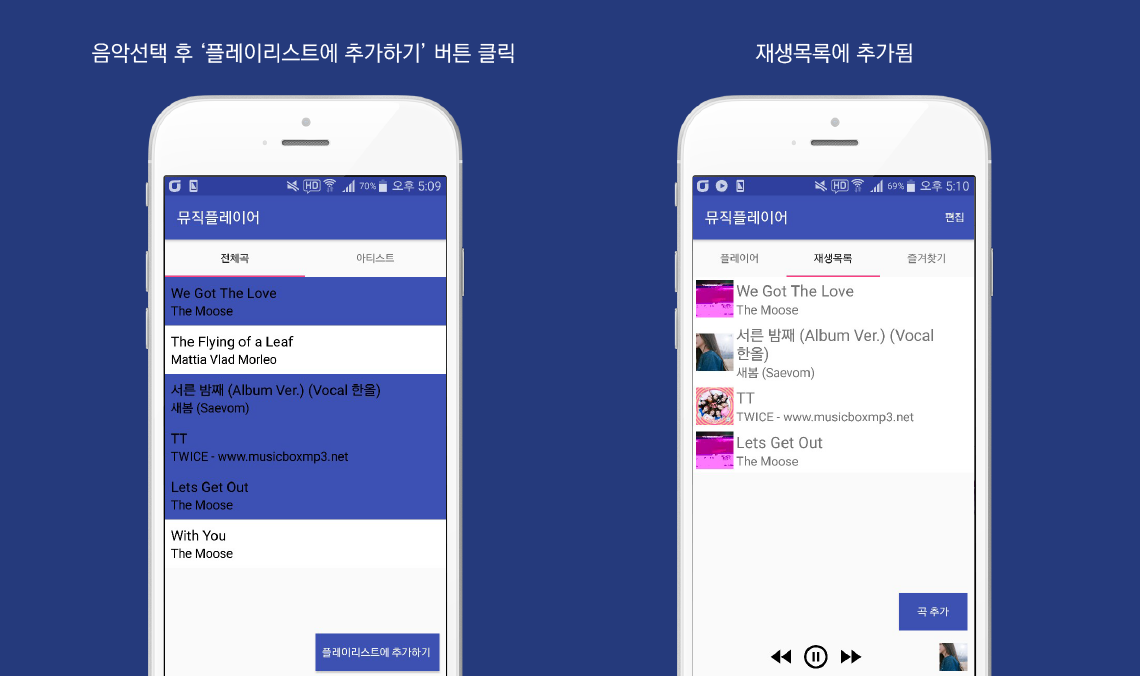 음악선택 후 ‘플레이리스트에 추가하기’ 버튼 클릭
HD 70% 오후 5:09
뮤직플레이어
전체곡 아티스트
We Got The Love
The Moose
The Flying of a Leaf
Mattia Vlad Morleo
서른 밤째 (Album Ver.) (Vocal 한올)
새봄 (Saevom)
TT
TWICE - www.musicboxmp3.net
Lets Get Out
The Moose
With You
The Moose
플레이리스트에 추가하기
재생목록에 추가됨
HD 69% 오후 5:10
뮤직플레이어 편집
플레이어 재생목록 즐겨찾기
We Got The Love
The Moose
서른 밤째 (Album Ver.) (Vocal
한올)
새봄 (Saevom)
TT
TWICE - www.musicboxmp3.net
Lets Get Out
The Moose
곡 추가